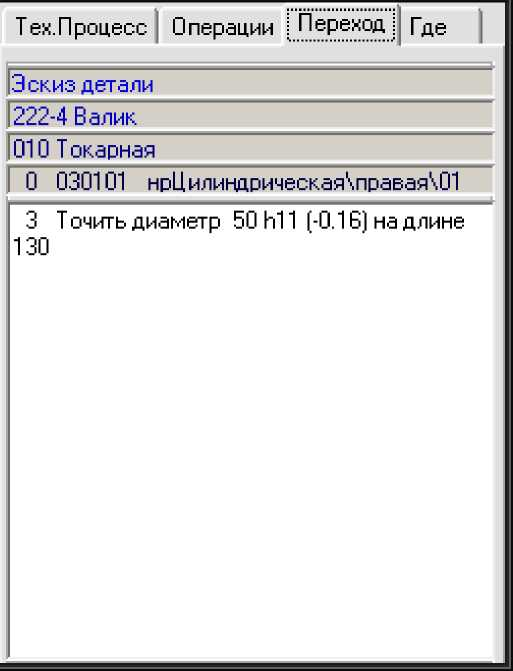 Тех.Процесс Операции Переход Где
Эскиз детали
222-4 Валик
010 Токарная
0 030101 нрЦилиндрическая\правая\01
3 Точить диаметр 50 h11 (-0.16) на длине
130